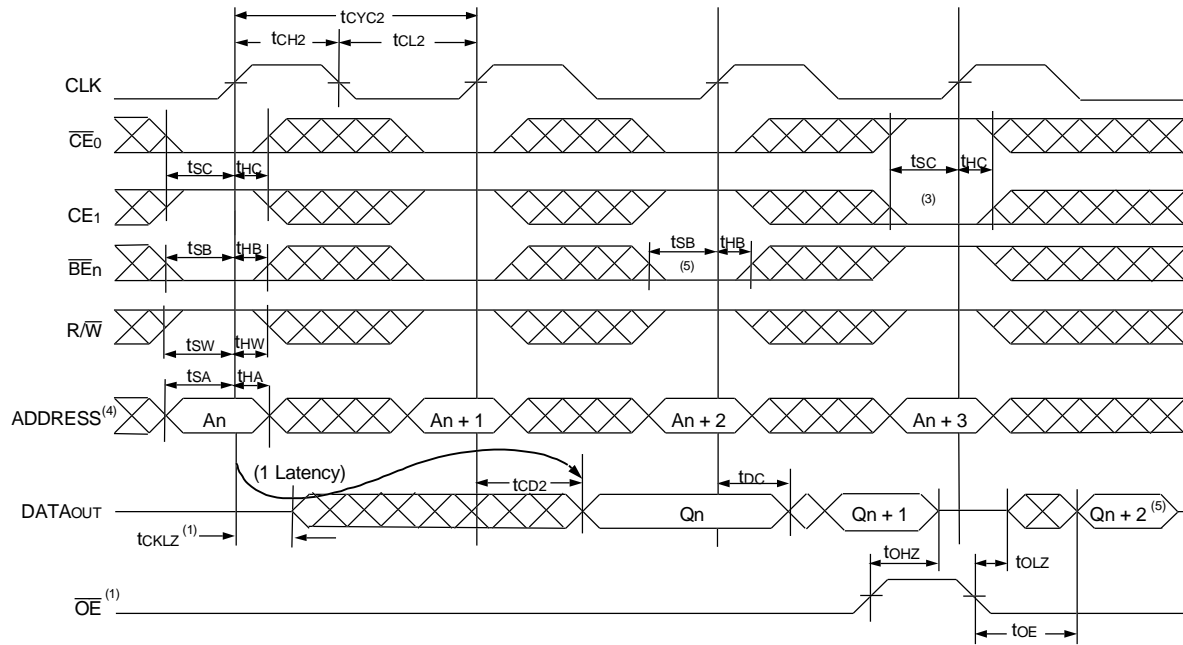 tCYC2
tCH2 tCL2
CLK
CE0
tSC tHC tSC tHC
CE1 (3)
tSB tHB tSB tHB
BEn (5)
R/W
tSW tHW
tSA tHA
ADDRESS(4) An An + 1 An + 2 An + 3
(1 Latency) tCD2 tDC
DATAOUT Qn Qn + 1 Qn + 2 (5)
tCKLZ (1) tOHZ tOLZ
OE (1)
tOE